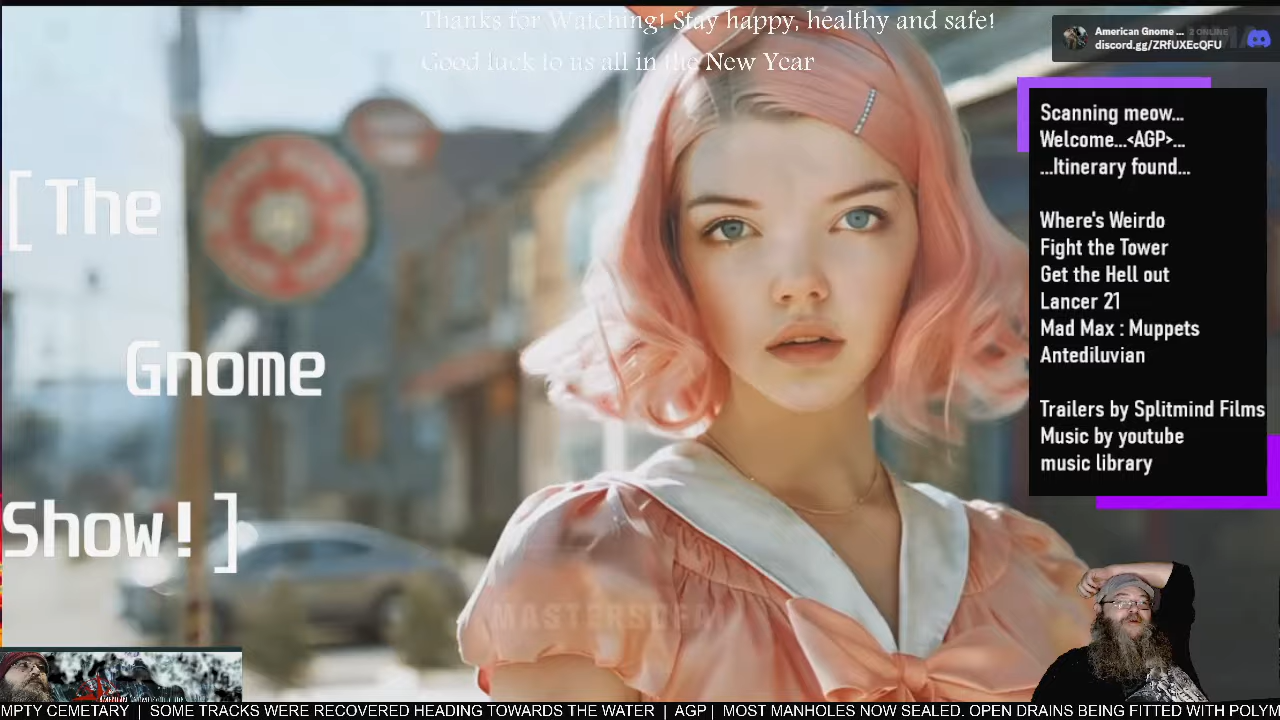 Thanks for Watching! Stay happy, healthy and safe!
Good luck to us all in the New Year
American Gnome ... 2 ONLINE
discord.gg/ZRfUXEcQFU
[ The
Gnome
Show! ]
Scanning meow...
Welcome...<AGP>...
...Itinerary found...
Where's Weirdo
Fight the Tower
Get the Hell out
Lancer 21
Mad Max : Muppets
Antediluvian
Trailers by Splitmind Films
Music by youtube
music library
MPTY CEMETARY | SOME TRACKS WERE RECOVERED HEADING TOWARDS THE WATER | AGP | MOST MANHOLES NOW SEALED. OPEN DRAINS BEING FITTED WITH POLYM